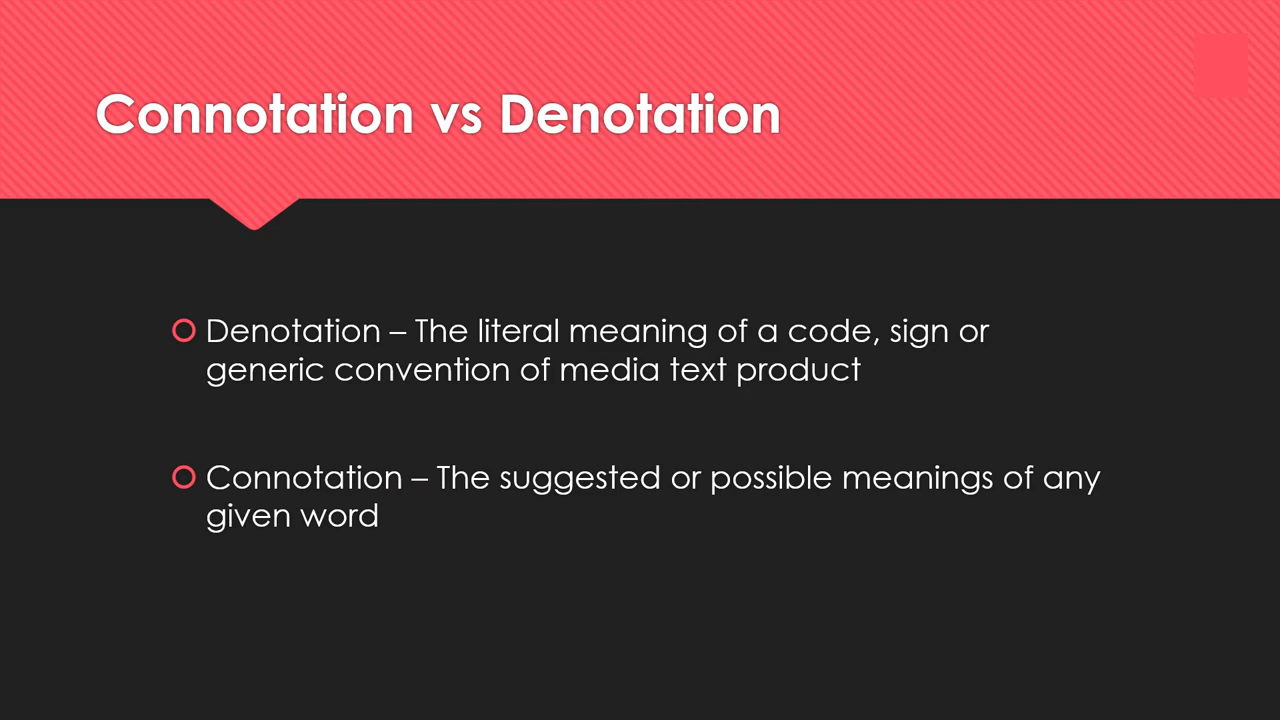 Connotation vs Denotation
Denotation – The literal meaning of a code, sign or
generic convention of media text product
Connotation – The suggested or possible meanings of any
given word